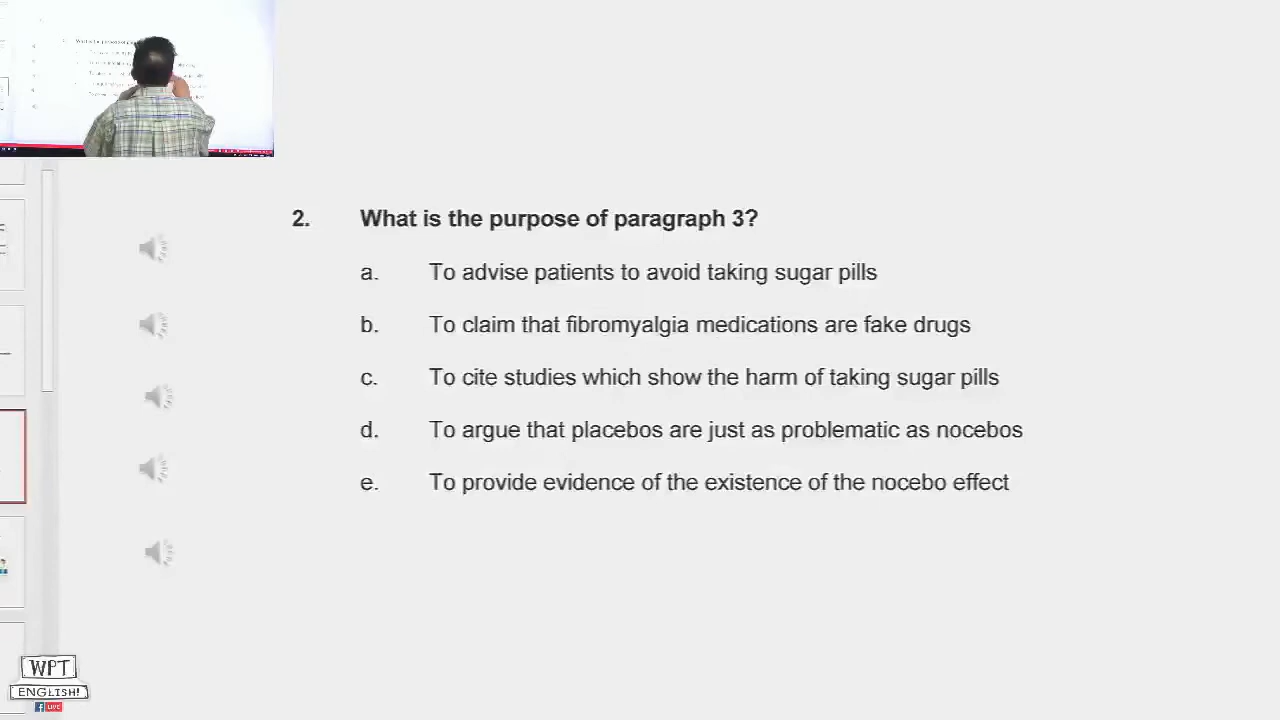 2. What is the purpose of paragraph 3?
a. To advise patients to avoid taking sugar pills
b. To claim that fibromyalgia medications are fake drugs
c. To cite studies which show the harm of taking sugar pills
d. To argue that placebos are just as problematic as nocebos
e. To provide evidence of the existence of the nocebo effect
WPT
ENGLISH!
LIVE